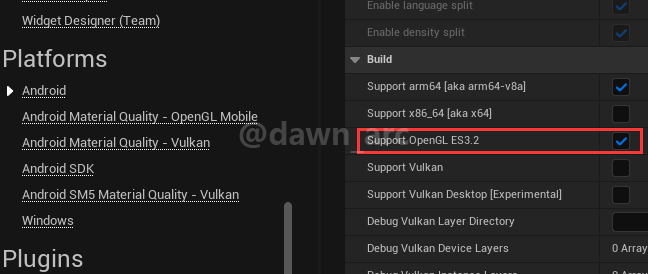 Widget Designer (Team)
Platforms
Android
Android Material Quality - OpenGL Mobile
Android Material Quality - Vulkan
Android SDK
Android SM5 Material Quality - Vulkan
Windows
Plugins
Enable language split
Enable density split
Build
Support arm64 [aka arm64-v8a]
Support x86_64 [aka x64]
Support OpenGL ES3.2
Support Vulkan
Support Vulkan Desktop [Experimental]
Debug Vulkan Layer Directory
Debug Vulkan Device Layers
0 Array
@dawn_arc